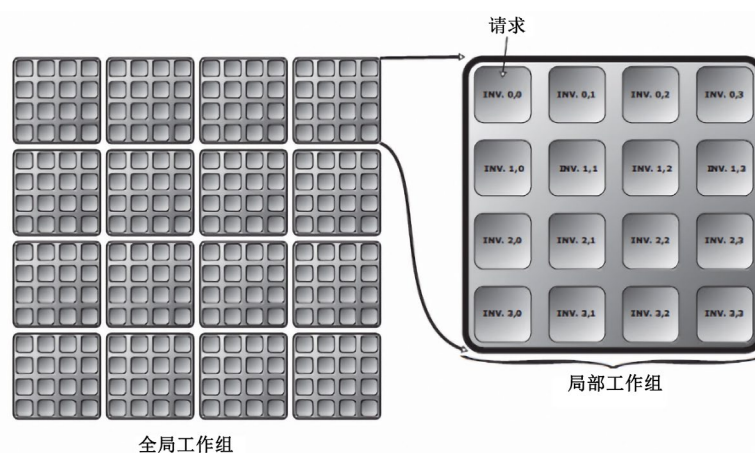 请求
INV. 0,0 INV. 0,1 INV. 0,2 INV. 0,3
INV. 1,0 INV. 1,1 INV. 1,2 INV. 1,3
INV. 2,0 INV. 2,1 INV. 2,2 INV. 2,3
INV. 3,0 INV. 3,1 INV. 3,2 INV. 3,3
局部工作组
全局工作组